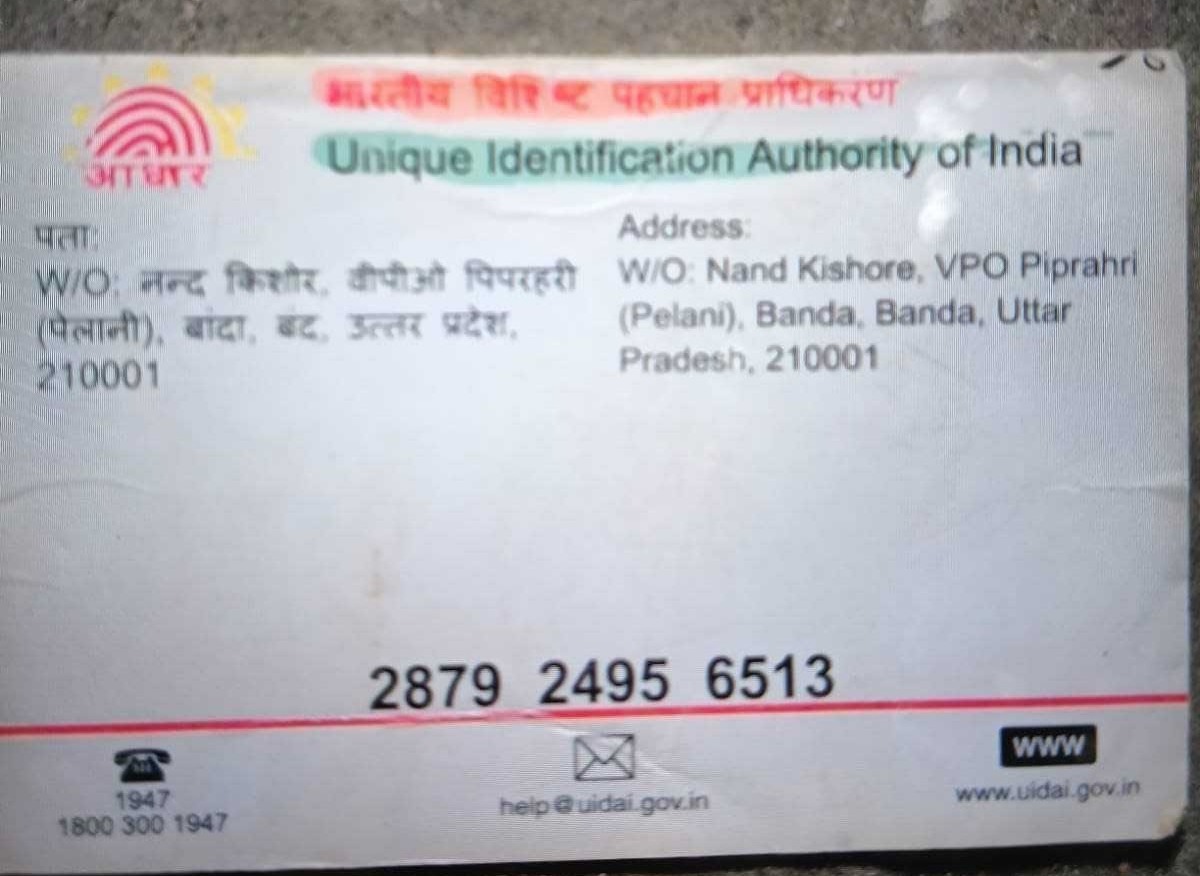 आधार
भारतीय विशिष्ट पहचान प्राधिकरण
Unique Identification Authority of India
पता:
W/O: नन्द किशोर, वीपीओ पिपरहरी
(पेलानी), बांदा, बंद, उत्तर प्रदेश,
210001
Address:
W/O: Nand Kishore, VPO Piprahri
(Pelani), Banda, Banda, Uttar
Pradesh, 210001
2879 2495 6513
1947
1800 300 1947
help@uidai.gov.in
www
www.uidai.gov.in